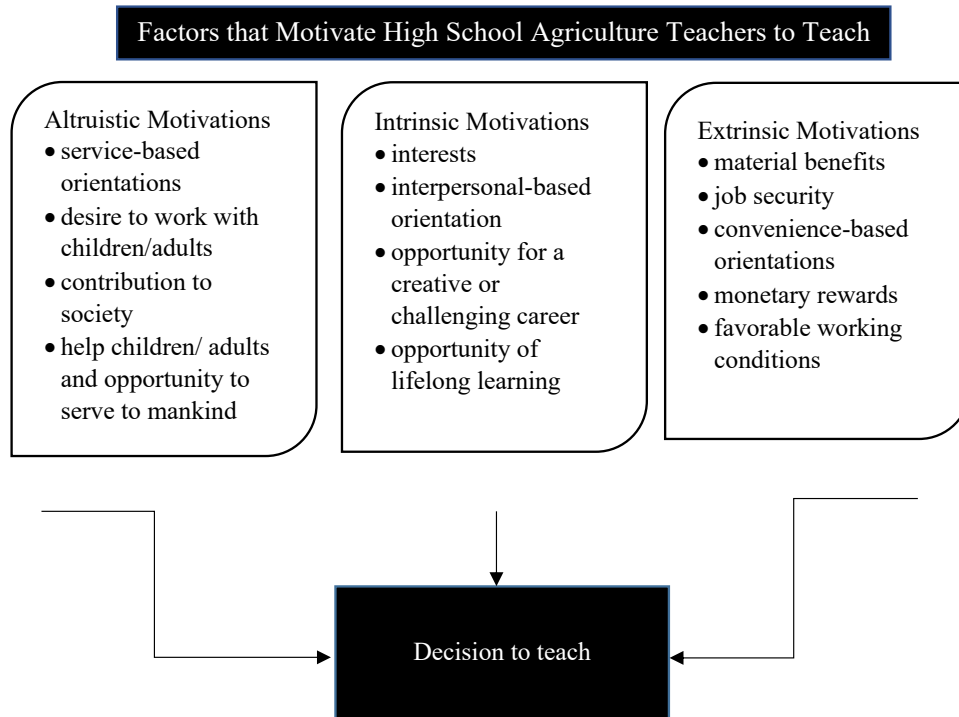 Factors that Motivate High School Agriculture Teachers to Teach
Altruistic Motivations
• service-based
orientations
• desire to work with
children/adults
• contribution to
society
• help children/ adults
and opportunity to
serve to mankind
Intrinsic Motivations
• interests
• interpersonal-based
orientation
• opportunity for a
creative or
challenging career
• opportunity of
lifelong learning
Extrinsic Motivations
• material benefits
• job security
• convenience-based
orientations
• monetary rewards
• favorable working
conditions
Decision to teach